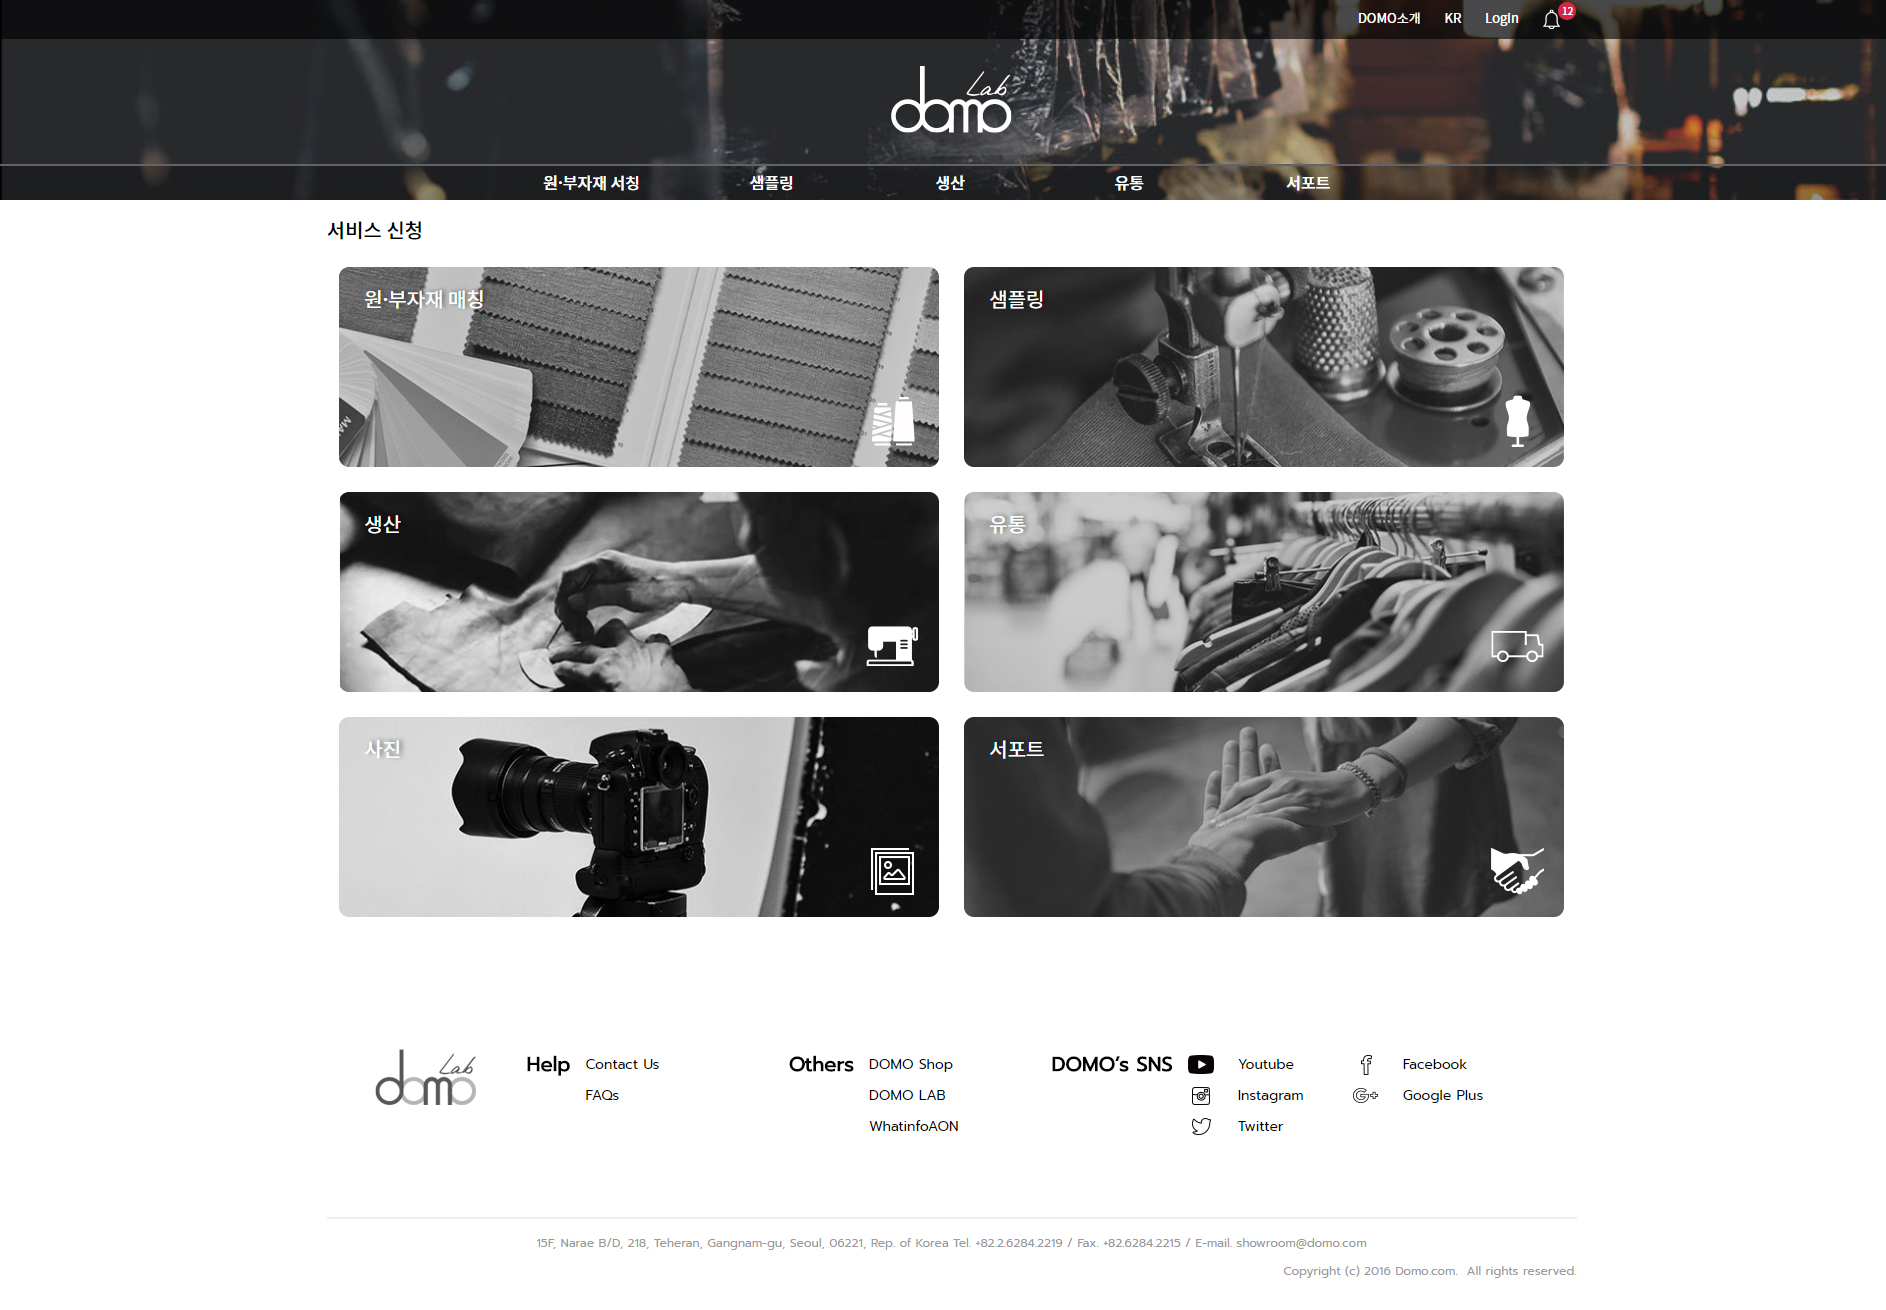 DOMO소개 KR Login 12
domo Lab
원·부자재 서칭 샘플링 생산 유통 서포트
서비스 신청
원·부자재 매칭
샘플링
생산
유통
사진
서포트
domo Lab
Help Contact Us
FAQs
Others DOMO Shop
DOMO LAB
WhatinfoAON
DOMO's SNS Youtube Facebook
Instagram Google Plus
Twitter
15F, Narae B/D, 218, Teheran, Gangnam-gu, Seoul, 06221, Rep. of Korea Tel. +82.2.6284.2219 / Fax. +82.6284.2215 / E-mail. showroom@domo.com
Copyright (c) 2016 Domo.com. All rights reserved.